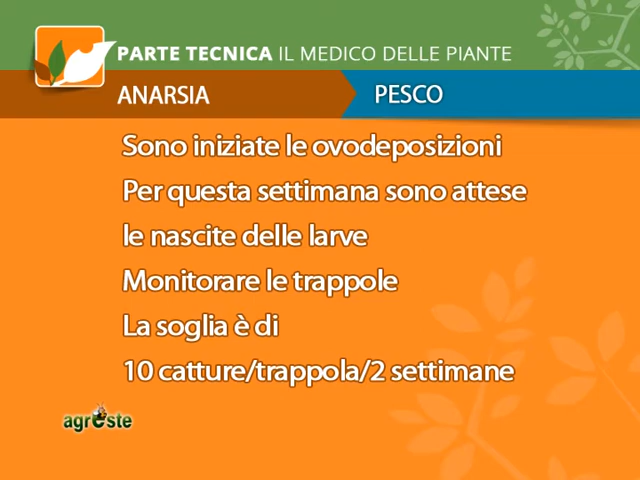 PARTE TECNICA IL MEDICO DELLE PIANTE
ANARSIA PESCO
Sono iniziate le ovodeposizioni
Per questa settimana sono attese
le nascite delle larve
Monitorare le trappole
La soglia è di
10 catture/trappola/2 settimane
agreste